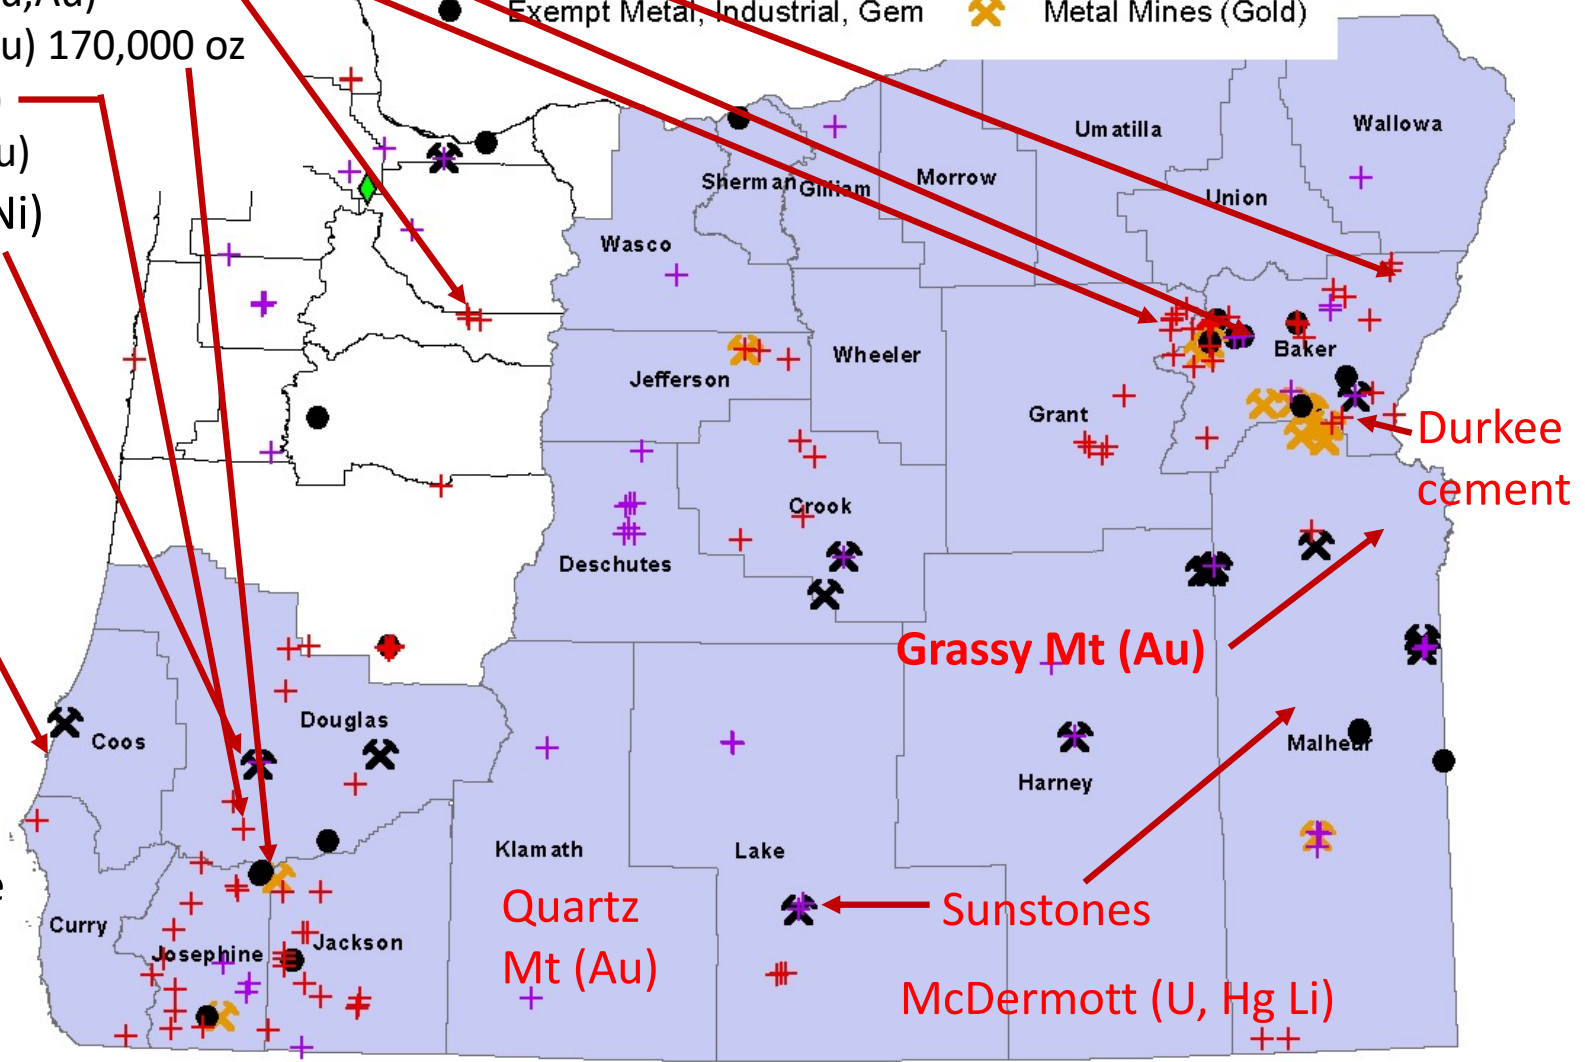 Exempt Metal, Industrial, Gem
Metal Mines (Gold)
u) 170,000 oz
u)
Ni)
Umatilla
Wallowa
Sherman
Gilliam
Morrow
Union
Wasco
Wheeler
Baker
Jefferson
Grant
Durkee
cement
Crook
Deschutes
Grassy Mt (Au)
Douglas
Coos
Malheur
Harney
Klamath
Lake
Quartz
Mt (Au)
Sunstones
Curry
Josephine
Jackson
McDermott (U, Hg Li)